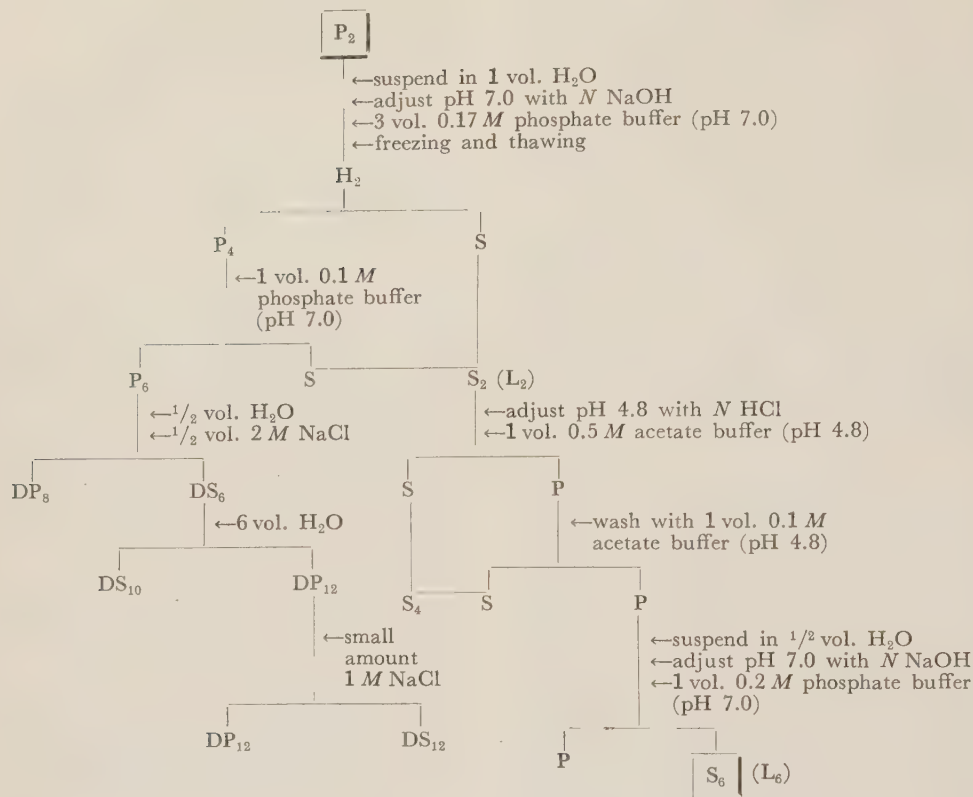 P₂
←suspend in 1 vol. H₂O
←adjust pH 7.0 with N NaOH
←3 vol. 0.17 M phosphate buffer (pH 7.0)
←freezing and thawing
H₂
P₄
S
←1 vol. 0.1 M
phosphate buffer
(pH 7.0)
P₆
S
S₂ (L₂)
←¹/₂ vol. H₂O
←¹/₂ vol. 2 M NaCl
←adjust pH 4.8 with N HCl
←1 vol. 0.5 M acetate buffer (pH 4.8)
DP₈
DS₆
S
P
←6 vol. H₂O
←wash with 1 vol. 0.1 M
acetate buffer (pH 4.8)
DS₁₀
DP₁₂
S₄
S
P
←small
amount
1 M NaCl
←suspend in ¹/₂ vol. H₂O
←adjust pH 7.0 with N NaOH
←1 vol. 0.2 M phosphate buffer
(pH 7.0)
DP₁₂
DS₁₂
P
S₆ (L₆)